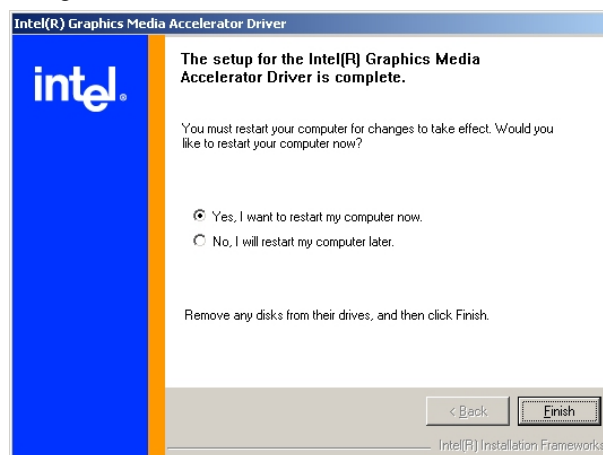 Intel(R) Graphics Media Accelerator Driver
intel®
The setup for the Intel(R) Graphics Media
Accelerator Driver is complete.
You must restart your computer for changes to take effect. Would you
like to restart your computer now?
Yes, I want to restart my computer now.
No, I will restart my computer later.
Remove any disks from their drives, and then click Finish.
< Back
Finish
Intel(R) Installation Frameworks